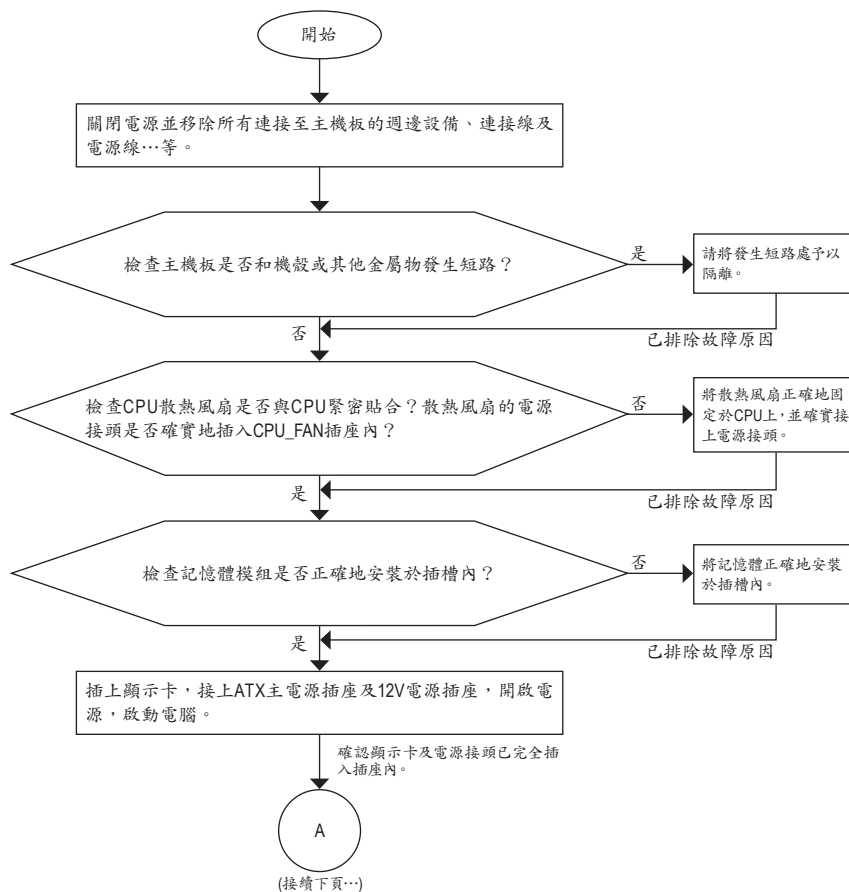 開始
關閉電源並移除所有連接至主機板的週邊設備、連接線及
電源線…等。
檢查主機板是否和機殼或其他金屬物發生短路？
是
請將發生短路處予以
隔離。
已排除故障原因
否
檢查CPU散熱風扇是否與CPU緊密貼合？散熱風扇的電源
接頭是否確實地插入CPU_FAN插座內？
否
將散熱風扇正確地固
定於CPU上，並確實接
上電源接頭。
已排除故障原因
是
檢查記憶體模組是否正確地安裝於插槽內？
否
將記憶體正確地安裝
於插槽內。
已排除故障原因
是
插上顯示卡，接上ATX主電源插座及12V電源插座，開啟電
源，啟動電腦。
確認顯示卡及電源接頭已完全插
入插座內。
A
(接續下頁…)